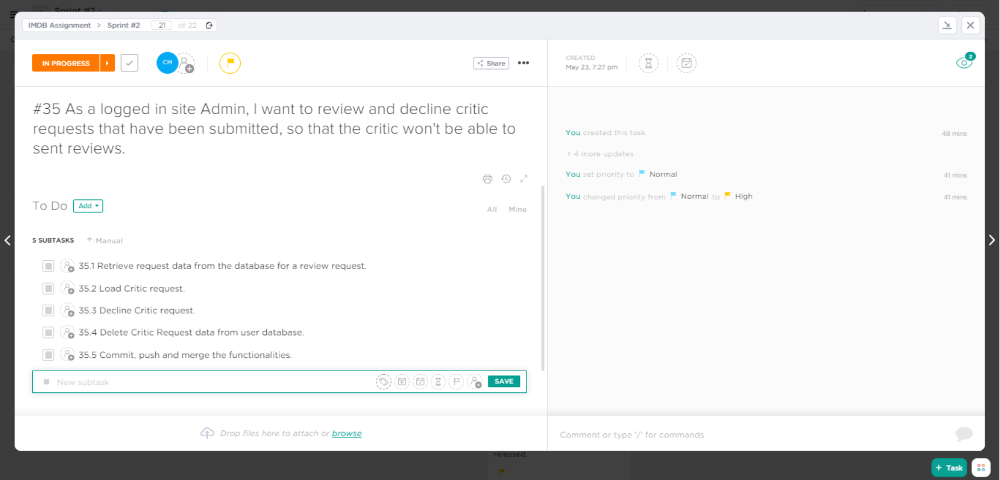 Sprint #2
IMDB Assignment > Sprint #2 21 of 22
IN PROGRESS
CM
Share
CREATED
May 23, 7:27 pm
2
#35 As a logged in site Admin, I want to review and decline critic
requests that have been submitted, so that the critic won't be able to
sent reviews.
To Do Add
All Mine
5 SUBTASKS Manual
35.1 Retrieve request data from the database for a review request.
35.2 Load Critic request.
35.3 Decline Critic request.
35.4 Delete Critic Request data from user database.
35.5 Commit, push and merge the functionalities.
New subtask SAVE
Drop files here to attach or browse
You created this task 48 mins
> 4 more updates
You set priority to Normal 41 mins
You changed priority from Normal to High 41 mins
Comment or type '/' for commands
released.
+ Task